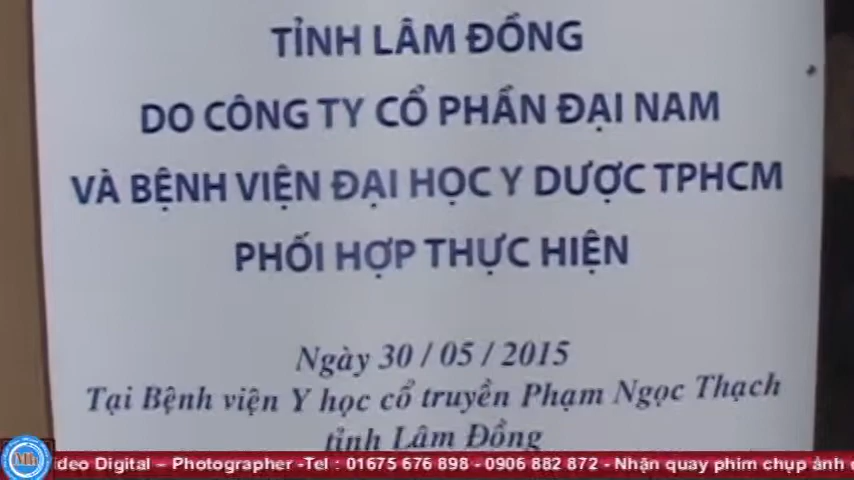 TỈNH LÂM ĐỒNG
DO CÔNG TY CỔ PHẦN ĐẠI NAM
VÀ BỆNH VIỆN ĐẠI HỌC Y DƯỢC TPHCM
PHỐI HỢP THỰC HIỆN
Ngày 30 / 05 / 2015
Tại Bệnh viện Y học cổ truyền Phạm Ngọc Thạch
tỉnh Lâm Đồng
ideo Digital – Photographer -Tel : 01675 676 898 - 0906 882 872 - Nhận quay phim chụp ảnh